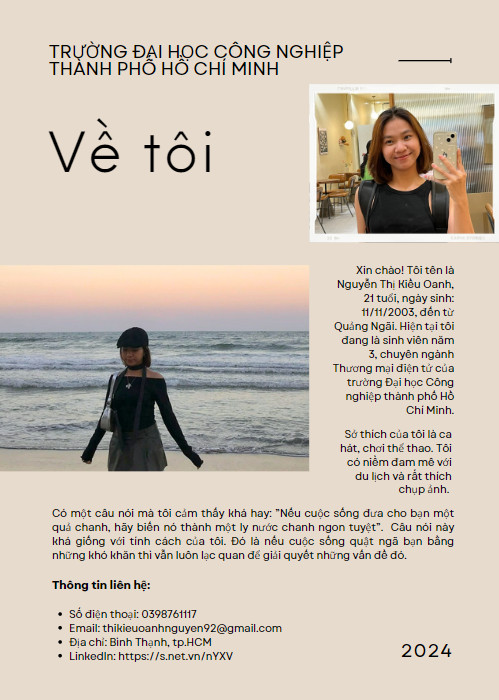 TRƯỜNG ĐẠI HỌC CÔNG NGHIỆP
THÀNH PHỐ HỒ CHÍ MINH
Về tôi
Xin chào! Tôi tên là
Nguyễn Thị Kiều Oanh,
21 tuổi, ngày sinh:
11/11/2003, đến từ
Quảng Ngãi. Hiện tại tôi
đang là sinh viên năm
3, chuyên ngành
Thương mại điện tử của
trường Đại học Công
nghiệp thành phố Hồ
Chí Minh.
Sở thích của tôi là ca
hát, chơi thể thao. Tôi
có niềm đam mê với
du lịch và rất thích
chụp ảnh.
Có một câu nói mà tôi cảm thấy khá hay: "Nếu cuộc sống đưa cho bạn một
quả chanh, hãy biến nó thành một ly nước chanh ngon tuyệt". Câu nói này
khá giống với tính cách của tôi. Đó là nếu cuộc sống quật ngã bạn bằng
những khó khăn thì vẫn luôn lạc quan để giải quyết những vấn đề đó.
Thông tin liên hệ:
• Số điện thoại: 0398761117
• Email: thikieuoanhnguyen92@gmail.com
• Địa chỉ: Bình Thạnh, tp.HCM
• LinkedIn: https://s.net.vn/nYXV
2024